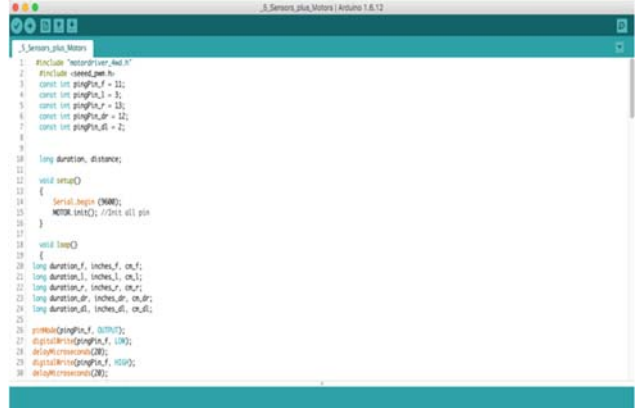 _5_Sensors_plus_Motors | Arduino 1.6.12
_5_Sensors_plus_Motors
1 #include "motordriver_4wd.h"
2 #include <seeed_pwm.h>
3 const int pingPin_f = 11;
4 const int pingPin_l = 3;
5 const int pingPin_r = 13;
6 const int pingPin_dr = 12;
7 const int pingPin_dl = 2;
8
9
10 long duration, distance;
11
12 void setup()
13 {
14 Serial.begin (9600);
15 MOTOR.init(); //Init all pin
16 }
17
18 void loop()
19 {
20 long duration_f, inches_f, cm_f;
21 long duration_l, inches_l, cm_l;
22 long duration_r, inches_r, cm_r;
23 long duration_dr, inches_dr, cm_dr;
24 long duration_dl, inches_dl, cm_dl;
25
26 pinMode(pingPin_f, OUTPUT);
27 digitalWrite(pingPin_f, LOW);
28 delayMicroseconds(20);
29 digitalWrite(pingPin_f, HIGH);
30 delayMicroseconds(20);